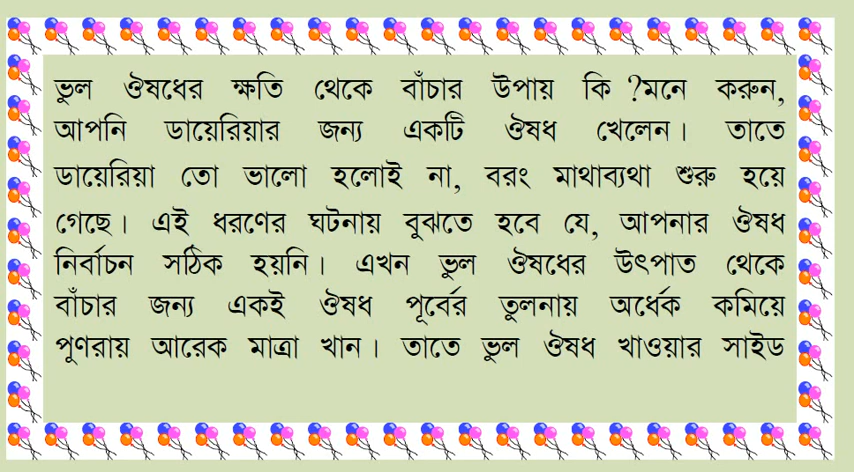 ভুল ঔষধের ক্ষতি থেকে বাঁচার উপায় কি ?মনে করুন,
আপনি ডায়েরিয়ার জন্য একটি ঔষধ খেলেন। তাতে
ডায়েরিয়া তো ভালো হলোই না, বরং মাথাব্যথা শুরু হয়ে
গেছে। এই ধরণের ঘটনায় বুঝতে হবে যে, আপনার ঔষধ
নির্বাচন সঠিক হয়নি। এখন ভুল ঔষধের উৎপাত থেকে
বাঁচার জন্য একই ঔষধ পূর্বের তুলনায় অর্ধেক কমিয়ে
পুণরায় আরেক মাত্রা খান। তাতে ভুল ঔষধ খাওয়ার সাইড